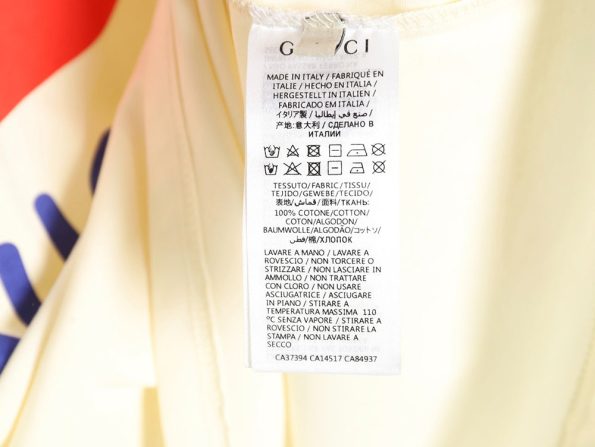 G CCI
MADE IN ITALY / FABRIQUÉ EN
ITALIE / HECHO EN ITALIA /
HERGESTELLT IN ITALIEN /
FABRICADO EM ITALIA /
イタリア製 / صنع في إيطاليا /
产地:意大利 / СДЕЛАНО В
ИТАЛИИ
TESSUTO/FABRIC/TISSU/
TEJIDO/GEWEBE/TECIDO/
表地/قماش/面料/ТКАНЬ:
100% COTONE/COTTON/
COTON/ALGODON/
BAUMWOLLE/ALGODÃO/コットン/
قطن/棉/ХЛОПОК
LAVARE A MANO / LAVARE A
ROVESCIO / NON TORCERE O
STRIZZARE / NON LASCIARE IN
AMMOLLO / NON TRATTARE
CON CLORO / NON USARE
ASCIUGATRICE / ASCIUGARE
IN PIANO / STIRARE A
TEMPERATURA MASSIMA 110
ºC SENZA VAPORE / STIRARE A
ROVESCIO / NON STIRARE LA
STAMPA / NON LAVARE A
SECCO
CA37394 CA14517 CA84937